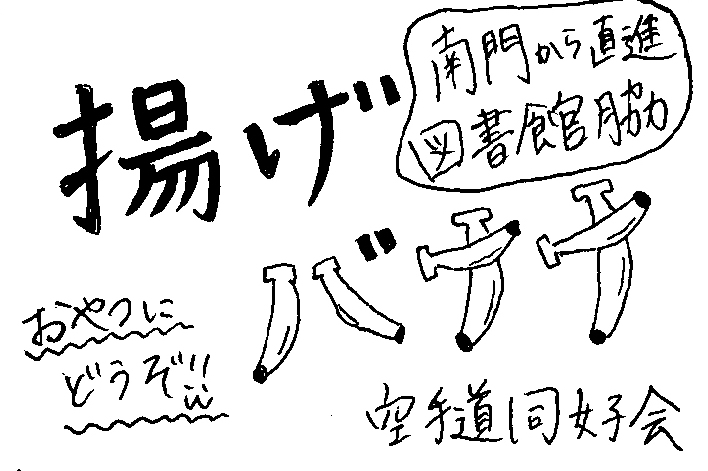 揚げ
バナナ
南門から直進
図書館脇
おやつに
どうぞ!!
空手道同好会